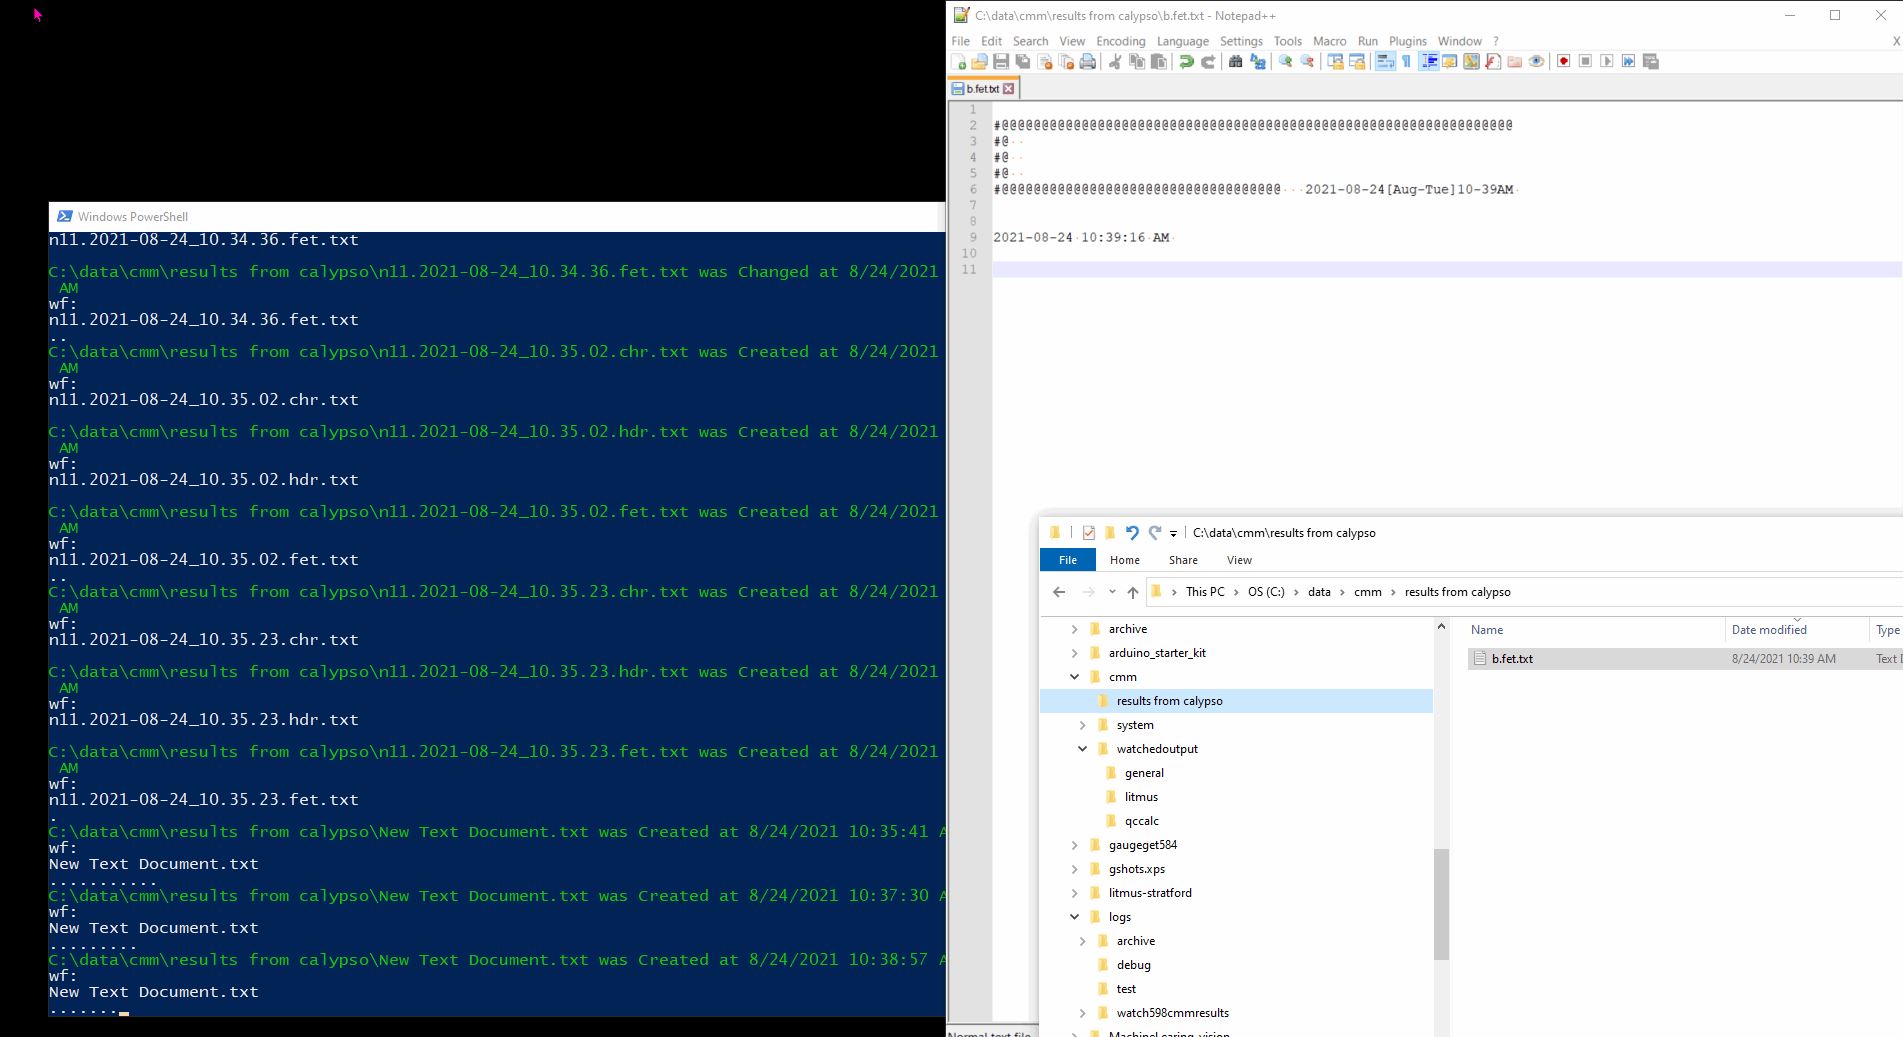 Windows PowerShell
n11.2021-08-24_10.34.36.fet.txt
C:\data\cmm\results from calypso\n11.2021-08-24_10.34.36.fet.txt was Changed at 8/24/2021
AM
wf:
n11.2021-08-24_10.34.36.fet.txt
..
C:\data\cmm\results from calypso\n11.2021-08-24_10.35.02.chr.txt was Created at 8/24/2021
AM
wf:
n11.2021-08-24_10.35.02.chr.txt
C:\data\cmm\results from calypso\n11.2021-08-24_10.35.02.hdr.txt was Created at 8/24/2021
AM
wf:
n11.2021-08-24_10.35.02.hdr.txt
C:\data\cmm\results from calypso\n11.2021-08-24_10.35.02.fet.txt was Created at 8/24/2021
AM
wf:
n11.2021-08-24_10.35.02.fet.txt
..
C:\data\cmm\results from calypso\n11.2021-08-24_10.35.23.chr.txt was Created at 8/24/2021
AM
wf:
n11.2021-08-24_10.35.23.chr.txt
C:\data\cmm\results from calypso\n11.2021-08-24_10.35.23.hdr.txt was Created at 8/24/2021
AM
wf:
n11.2021-08-24_10.35.23.hdr.txt
C:\data\cmm\results from calypso\n11.2021-08-24_10.35.23.fet.txt was Created at 8/24/2021
AM
wf:
n11.2021-08-24_10.35.23.fet.txt
.
C:\data\cmm\results from calypso\New Text Document.txt was Created at 8/24/2021 10:35:41 A
wf:
New Text Document.txt
...........
C:\data\cmm\results from calypso\New Text Document.txt was Created at 8/24/2021 10:37:30 A
wf:
New Text Document.txt
.........
C:\data\cmm\results from calypso\New Text Document.txt was Created at 8/24/2021 10:38:57 A
wf:
New Text Document.txt
.......
C:\data\cmm\results from calypso\b.fet.txt - Notepad++
File Edit Search View Encoding Language Settings Tools Macro Run Plugins Window ? X
b.fet.txt
1
2 #@@@@@@@@@@@@@@@@@@@@@@@@@@@@@@@@@@@@@@@@@@@@@@@@@@@@@@@@@@@@@@@@
3 #@
4 #@
5 #@
6 #@@@@@@@@@@@@@@@@@@@@@@@@@@@@@@@@@@@ 2021-08-24[Aug-Tue]10-39AM
7
8
9 2021-08-24 10:39:16 AM
10
11
C:\data\cmm\results from calypso
File Home Share View
This PC > OS (C:) > data > cmm > results from calypso
archive
arduino_starter_kit
cmm
results from calypso
system
watchedoutput
general
litmus
qccalc
gaugeget584
gshots.xps
litmus-stratford
logs
archive
debug
test
watch598cmmresults
Name Date modified Type
b.fet.txt 8/24/2021 10:39 AM Text D
Normal text file